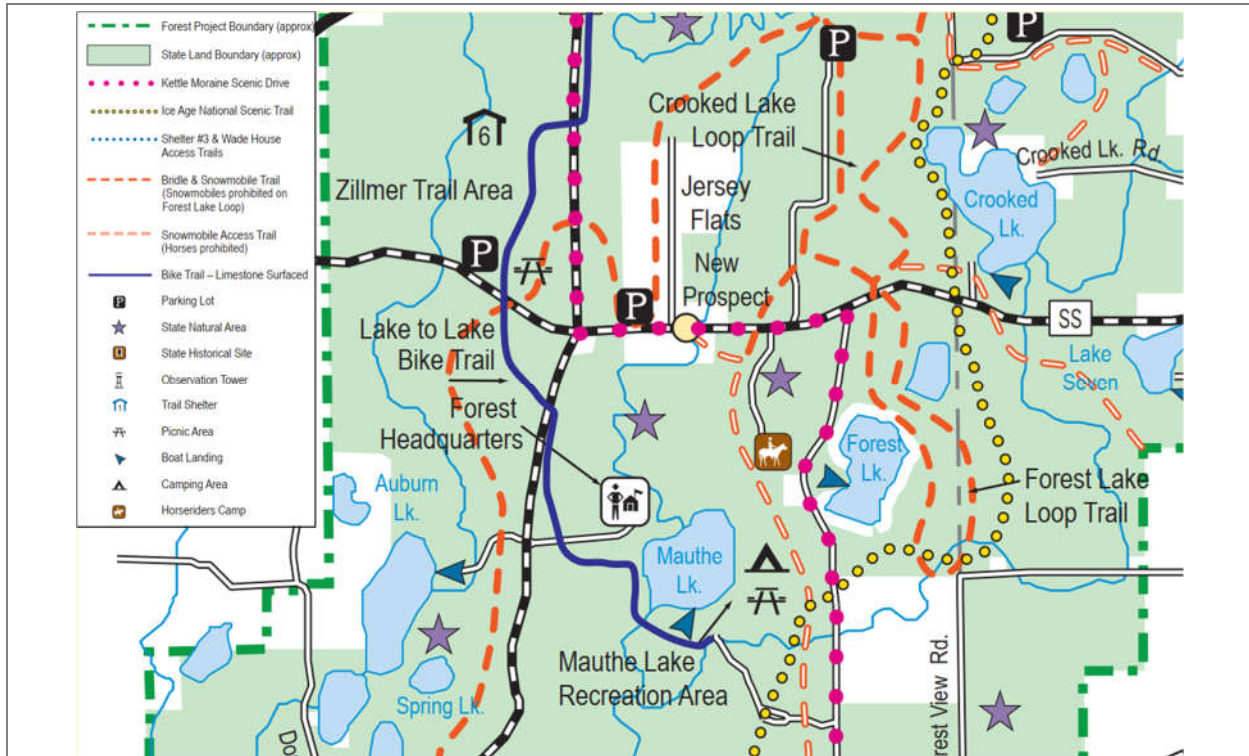 Forest Project Boundary (approx)
State Land Boundary (approx)
Kettle Moraine Scenic Drive
Ice Age National Scenic Trail
Shelter #3 & Wade House
Access Trails
Bridle & Snowmobile Trail
(Snowmobiles prohibited on
Forest Lake Loop)
Snowmobile Access Trail
(Horses prohibited)
Bike Trail – Limestone Surfaced
P
Parking Lot
State Natural Area
State Historical Site
Observation Tower
1
Trail Shelter
Picnic Area
Boat Landing
Camping Area
Horseriders Camp
P
P
6
Zillmer Trail Area
Crooked Lake
Loop Trail
Crooked Lk. Rd.
Jersey
Flats
Crooked
Lk.
P
New
Prospect
P
SS
Lake to Lake
Bike Trail
Lake
Seven
Forest
Headquarters
Forest
Lk.
Auburn
Lk.
Forest Lake
Loop Trail
Mauthe
Lk.
Mauthe Lake
Recreation Area
Spring Lk.
rest View Rd.
Do